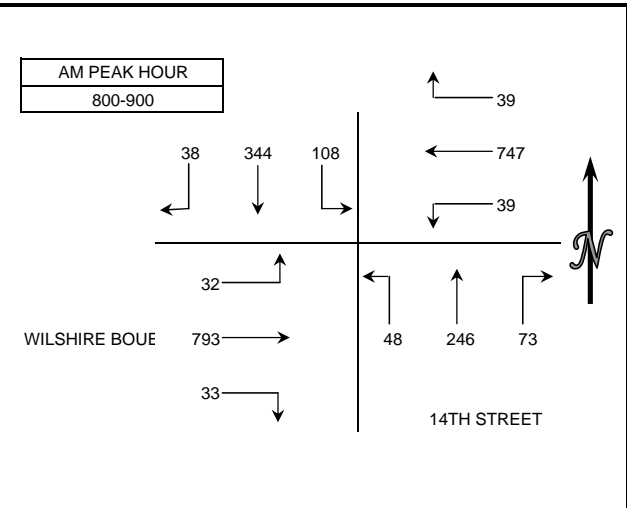 AM PEAK HOUR
800-900
39
38 344 108
747
39
N
32
WILSHIRE BOUE 793
48 246 73
33
14TH STREET